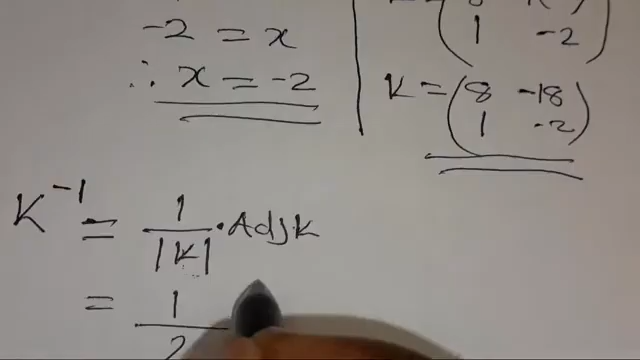 -2 = x
∴ x = -2
1 -2
K = (8 -18
1 -2)
K⁻¹ = 1/|K| · Adj K
= 1/2